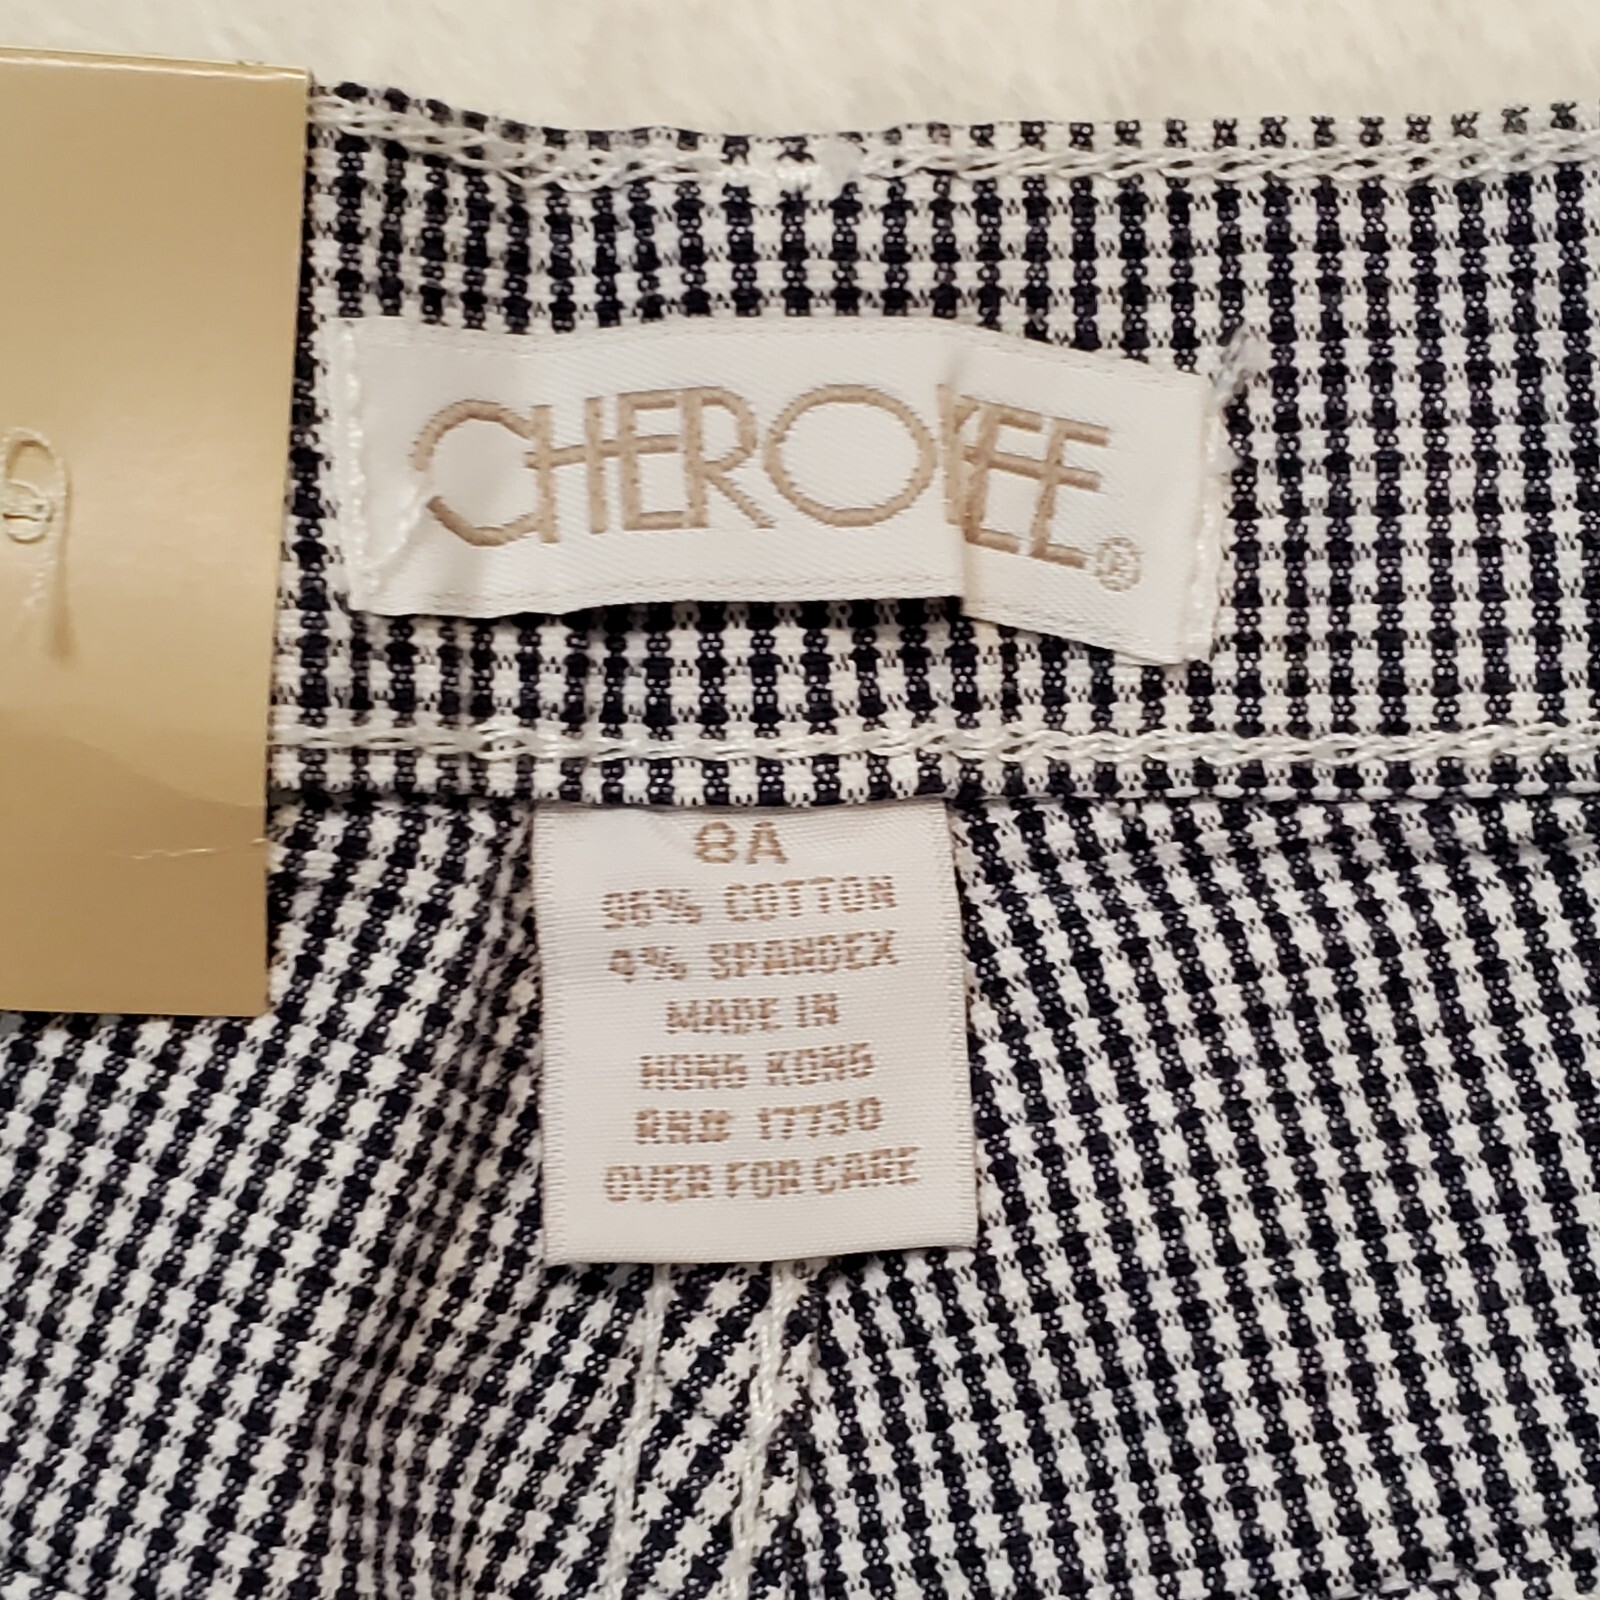 CHEROKEE®
8A
96% COTTON
4% SPANDEX
MADE IN
HONG KONG
RN# 17730
OVER FOR CARE